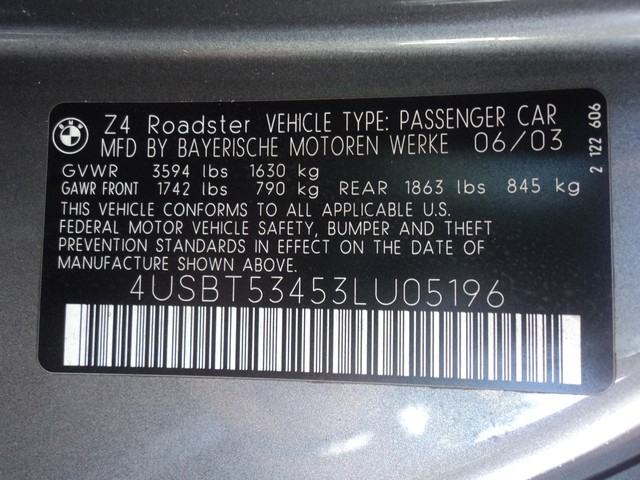 BMW
Z4 Roadster VEHICLE TYPE: PASSENGER CAR
MFD BY BAYERISCHE MOTOREN WERKE 06/03
GVWR 3594 lbs 1630 kg
GAWR FRONT 1742 lbs 790 kg REAR 1863 lbs 845 kg
THIS VEHICLE CONFORMS TO ALL APPLICABLE U.S.
FEDERAL MOTOR VEHICLE SAFETY, BUMPER AND THEFT
PREVENTION STANDARDS IN EFFECT ON THE DATE OF
MANUFACTURE SHOWN ABOVE.
4USBT53453LU05196
2 122 606